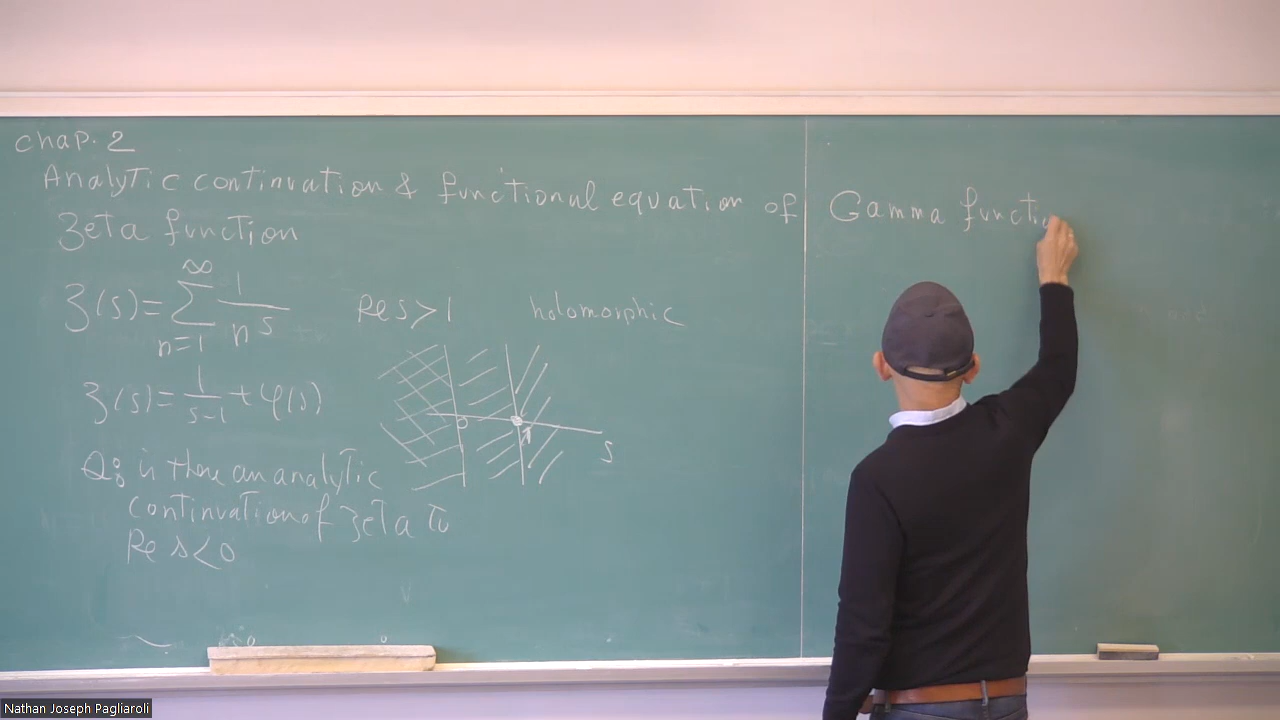 Chap. 2
Analytic continuation & functional equation of
Zeta function
ζ(s) = ∑_{n=1}^{∞} 1/n^s   Re s > 1   holomorphic
ζ(s) = 1/(s-1) + φ(s)
0
s
Q: is there an analytic
continuation of zeta to
Re s < 0
Gamma functi
Nathan Joseph Pagliaroli